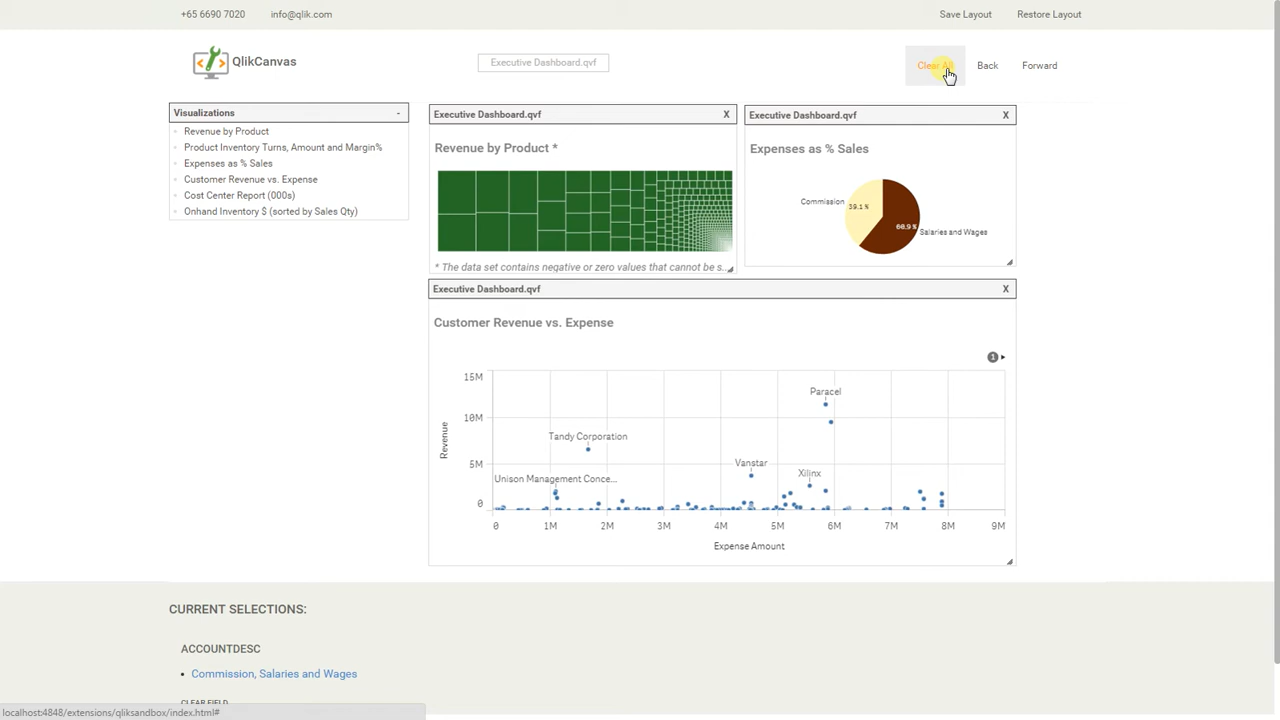 +65 6690 7020
info@qlik.com
Save Layout
Restore Layout
QlikCanvas
Executive Dashboard.qvf
Clear All
Back
Forward
Visualizations
-
Revenue by Product
Product Inventory Turns, Amount and Margin%
Expenses as % Sales
Customer Revenue vs. Expense
Cost Center Report (000s)
Onhand Inventory $ (sorted by Sales Qty)
Executive Dashboard.qvf
X
Revenue by Product *
* The data set contains negative or zero values that cannot be s...
Executive Dashboard.qvf
X
Expenses as % Sales
Commission
39.1 %
60.9 %
Salaries and Wages
Executive Dashboard.qvf
X
Customer Revenue vs. Expense
1
15M
10M
5M
0
Revenue
Paracel
Tandy Corporation
Vanstar
Xilinx
Unison Management Conce...
0 1M 2M 3M 4M 5M 6M 7M 8M 9M
Expense Amount
CURRENT SELECTIONS:
ACCOUNTDESC
Commission, Salaries and Wages
CLEAR FIELD
localhost:4848/extensions/qliksandbox/index.html#